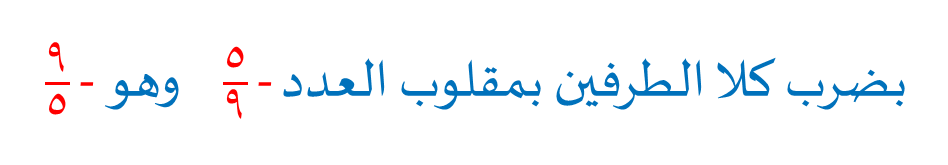 بضرب كلا الطرفين بمقلوب العدد - ٥/٩ وهو - ٩/٥